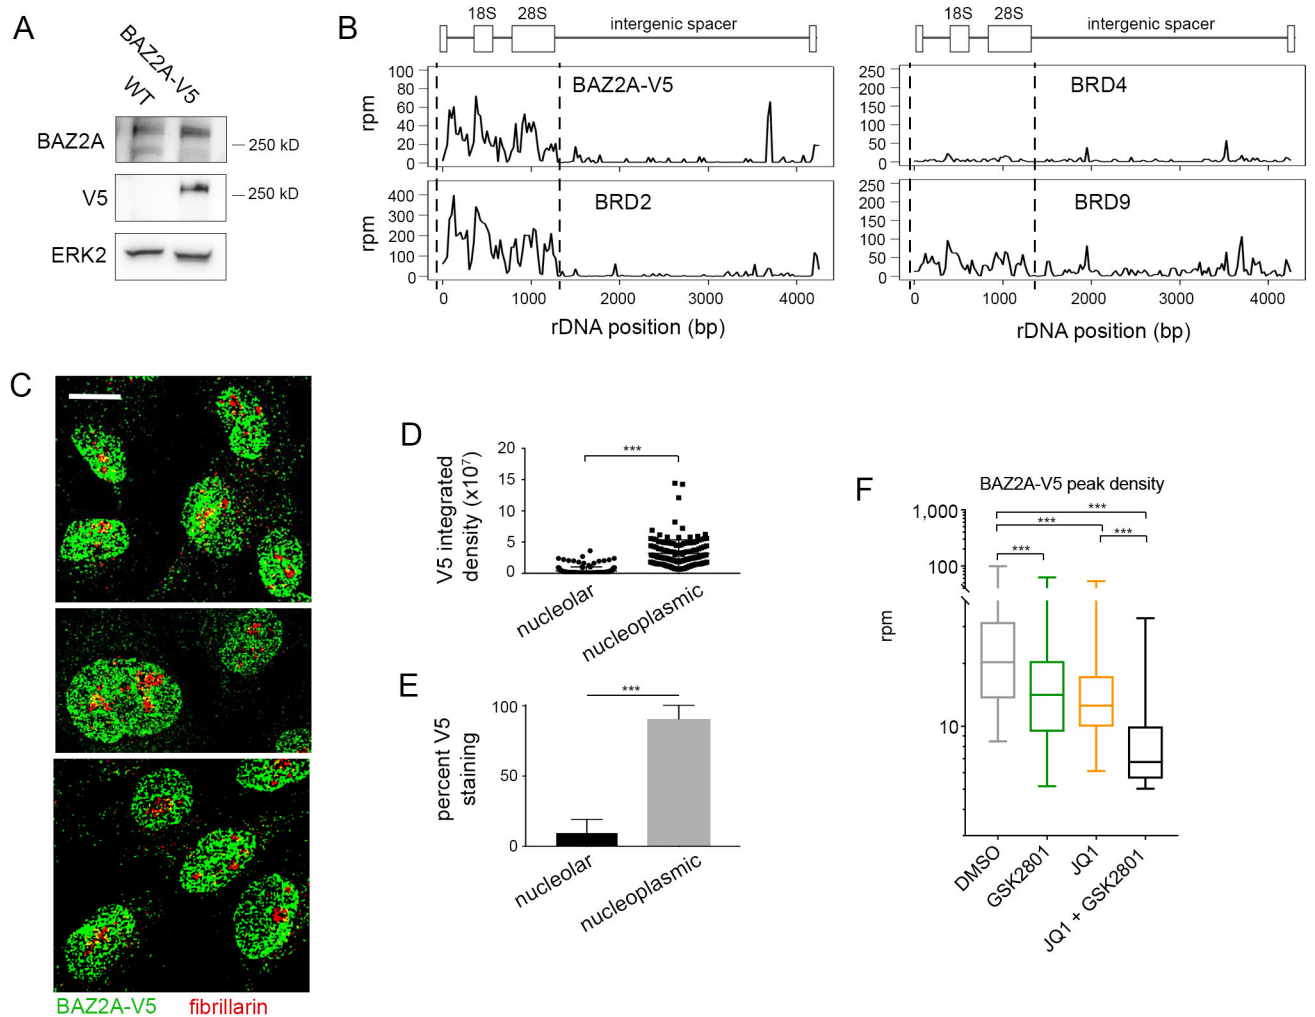 A
BAZ2A-V5
WT
BAZ2A
250 kD
V5
250 kD
ERK2
B
18S 28S intergenic spacer
BAZ2A-V5
rpm
100
80
60
40
20
0
BRD2
rpm
400
300
200
100
0
0 1000 2000 3000 4000
rDNA position (bp)
18S 28S intergenic spacer
BRD4
250
200
150
100
50
0
BRD9
250
200
150
100
50
0
0 1000 2000 3000 4000
rDNA position (bp)
C
BAZ2A-V5 fibrillarin
D
V5 integrated
density (x10⁷)
20
15
10
5
0
***
nucleolar
nucleoplasmic
E
percent V5
staining
100
50
0
***
nucleolar
nucleoplasmic
F
BAZ2A-V5 peak density
rpm
1,000
100
10
***
***
***
***
DMSO
GSK2801
JQ1
JQ1 + GSK2801